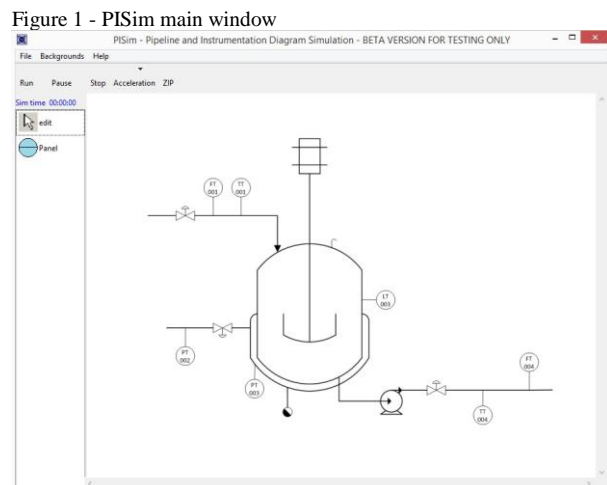 Figure 1 - PISim main window
PISim - Pipeline and Instrumentation Diagram Simulation - BETA VERSION FOR TESTING ONLY
File Backgrounds Help
Run Pause Stop Acceleration ZIP
Sim time 00:00:00
edit
Panel
FT
001
TT
001
LT
003
PT
002
PT
003
FT
004
TT
004